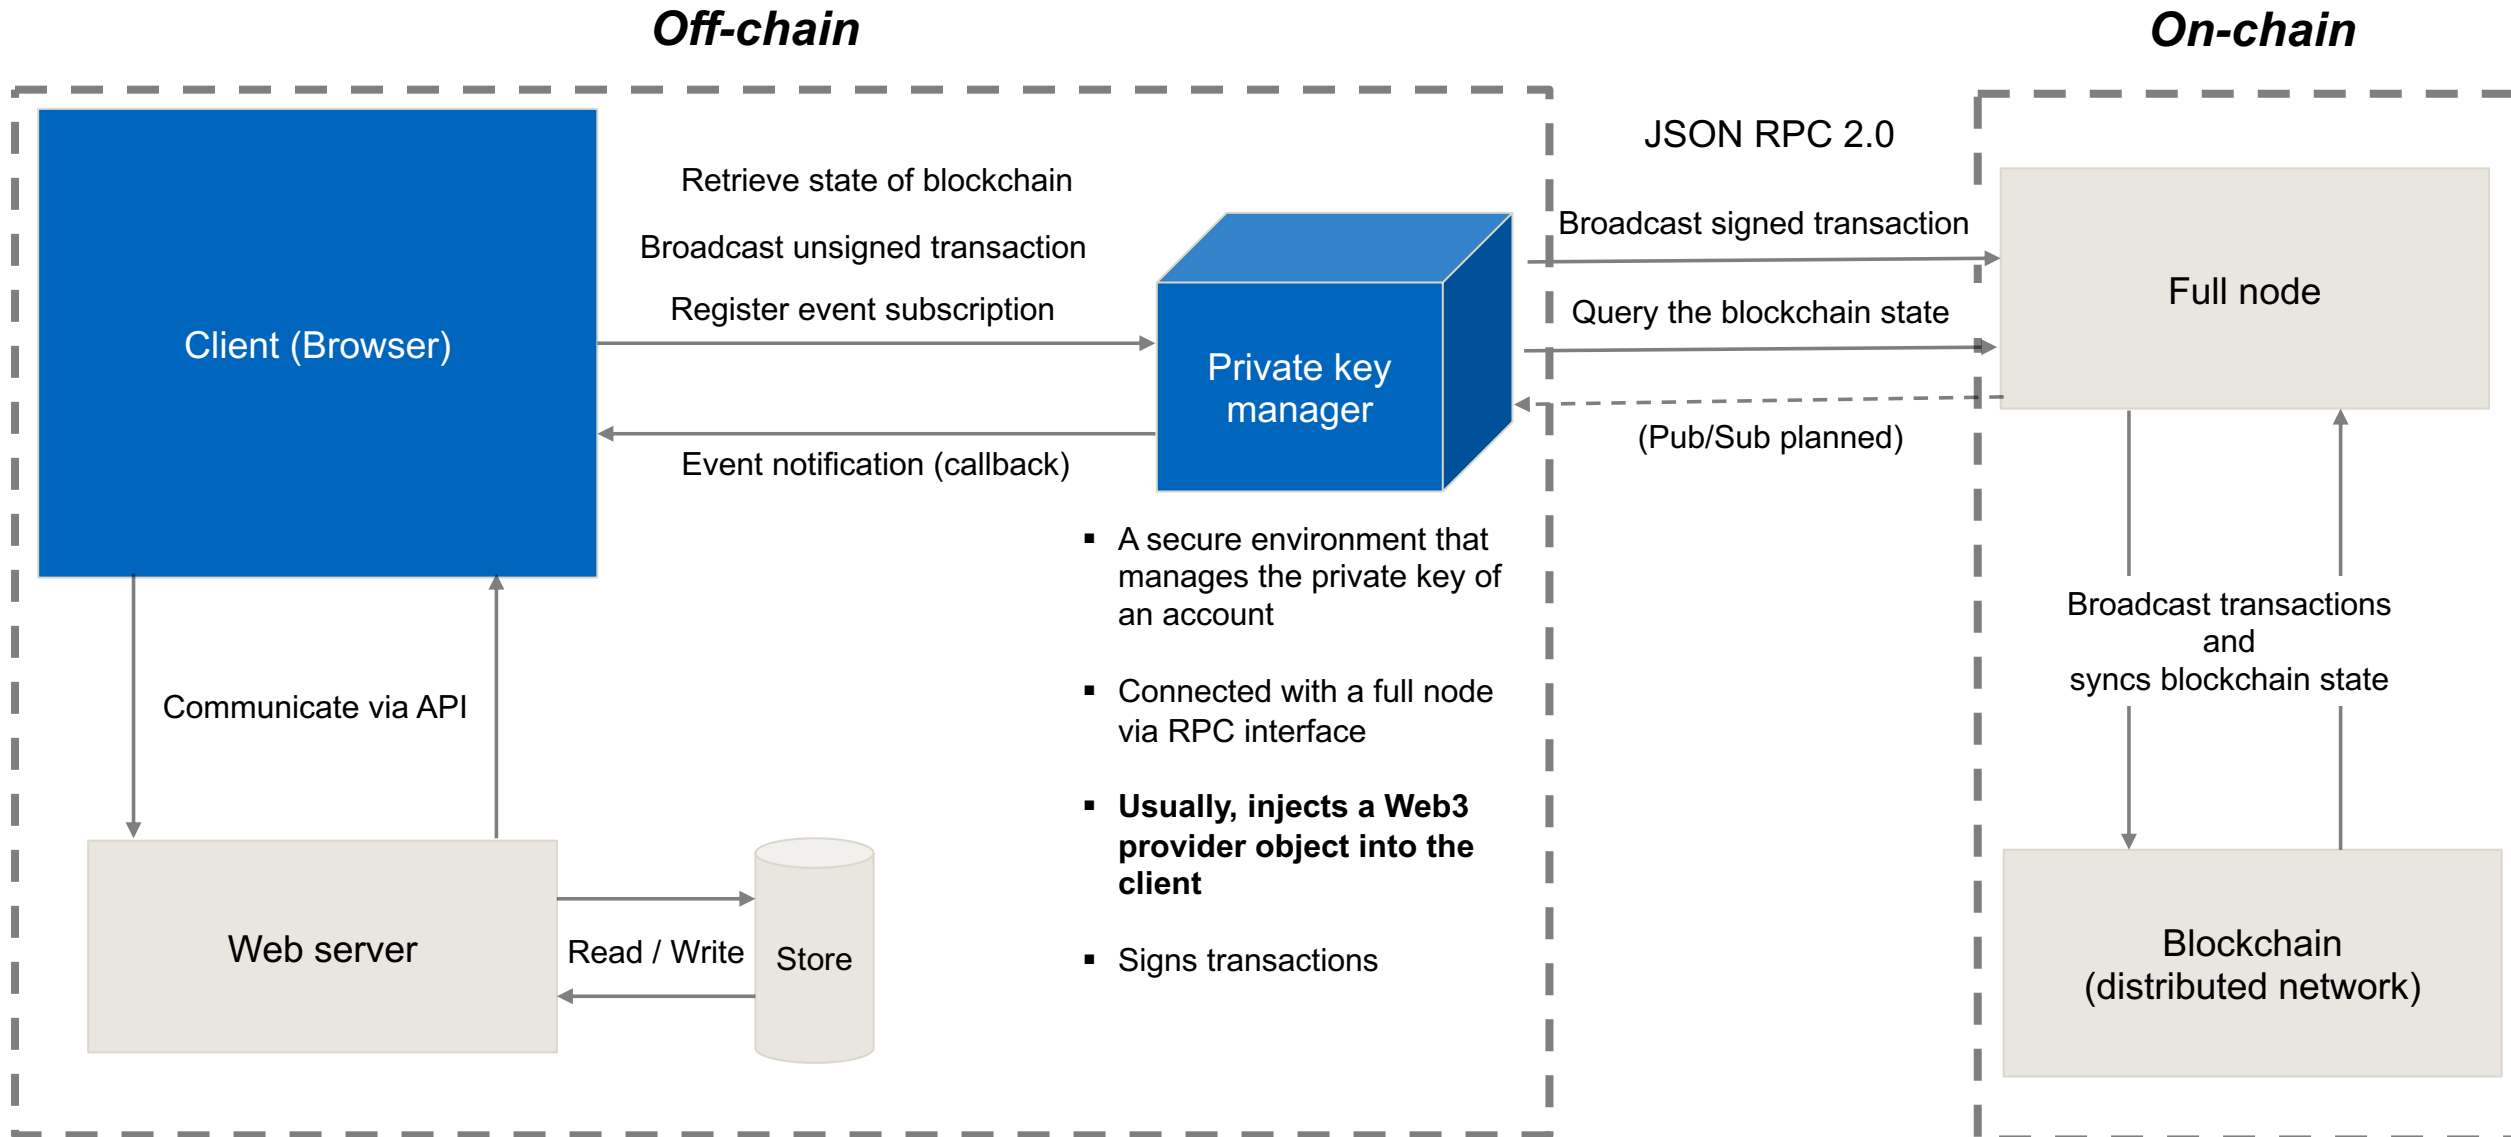 Off-chain
On-chain
Client (Browser)
Retrieve state of blockchain
Broadcast unsigned transaction
Register event subscription
Event notification (callback)
Private key
manager
JSON RPC 2.0
Broadcast signed transaction
Query the blockchain state
(Pub/Sub planned)
Full node
▪ A secure environment that
manages the private key of
an account
▪ Connected with a full node
via RPC interface
▪ Usually, injects a Web3
provider object into the
client
▪ Signs transactions
Communicate via API
Broadcast transactions
and
syncs blockchain state
Web server
Read / Write
Store
Blockchain
(distributed network)